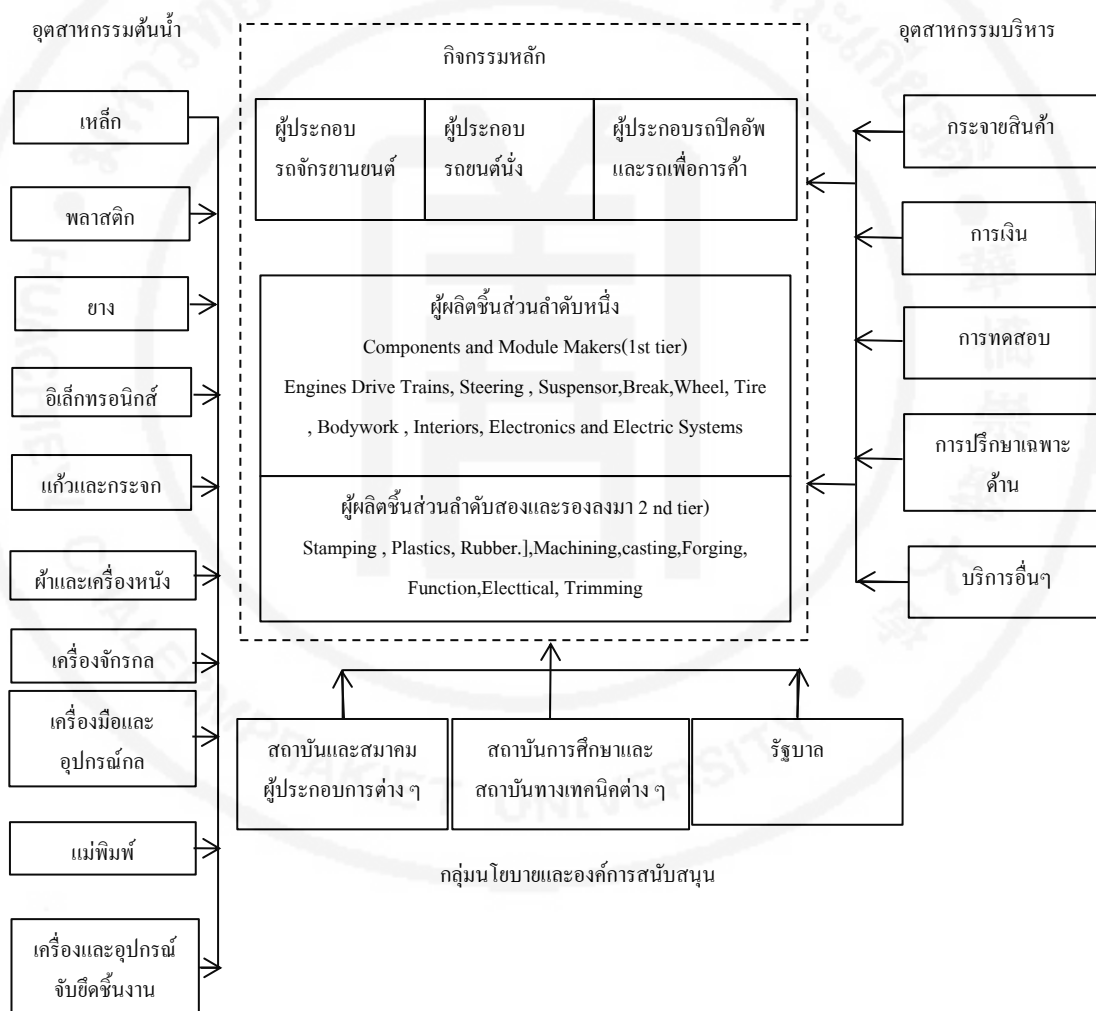 อุตสาหกรรมต้นน้ำ
เหล็ก
พลาสติก
ยาง
อิเล็กทรอนิกส์
แก้วและกระจก
ผ้าและเครื่องหนัง
เครื่องจักรกล
เครื่องมือและ
อุปกรณ์กล
แม่พิมพ์
เครื่องและอุปกรณ์
จับยึดชิ้นงาน
กิจกรรมหลัก
ผู้ประกอบ
รถจักรยานยนต์
ผู้ประกอบ
รถยนต์นั่ง
ผู้ประกอบรถปิคอัพ
และรถเพื่อการค้า
ผู้ผลิตชิ้นส่วนลำดับหนึ่ง
Components and Module Makers(1st tier)
Engines Drive Trains, Steering , Suspensor,Break,Wheel, Tire
, Bodywork , Interiors, Electronics and Electric Systems
ผู้ผลิตชิ้นส่วนลำดับสองและรองลงมา 2 nd tier)
Stamping , Plastics, Rubber.],Machining,casting,Forging,
Function,Electtical, Trimming
สถาบันและสมาคม
ผู้ประกอบการต่าง ๆ
สถาบันการศึกษาและ
สถาบันทางเทคนิคต่าง ๆ
รัฐบาล
กลุ่มนโยบายและองค์การสนับสนุน
อุตสาหกรรมบริหาร
กระจายสินค้า
การเงิน
การทดสอบ
การปรึกษาเฉพาะ
ด้าน
บริการอื่นๆ
HUACHIEW CHALERMPRAKIET UNIVERSITY